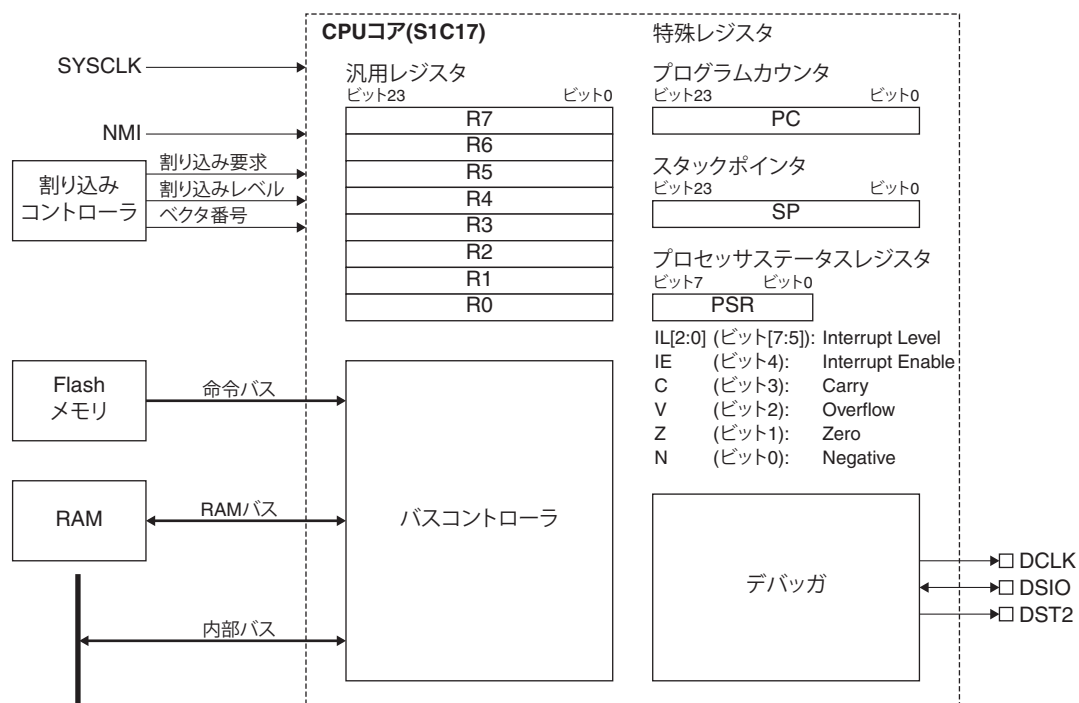 CPUコア(S1C17)
特殊レジスタ
SYSCLK
NMI
割り込み
コントローラ
割り込み要求
割り込みレベル
ベクタ番号
汎用レジスタ
ビット23 ビット0
R7
R6
R5
R4
R3
R2
R1
R0
プログラムカウンタ
ビット23 ビット0
PC
スタックポインタ
ビット23 ビット0
SP
プロセッサステータスレジスタ
ビット7 ビット0
PSR
IL[2:0] (ビット[7:5]): Interrupt Level
IE (ビット4): Interrupt Enable
C (ビット3): Carry
V (ビット2): Overflow
Z (ビット1): Zero
N (ビット0): Negative
Flash
メモリ
命令バス
RAM
RAMバス
内部バス
バスコントローラ
デバッガ
DCLK
DSIO
DST2